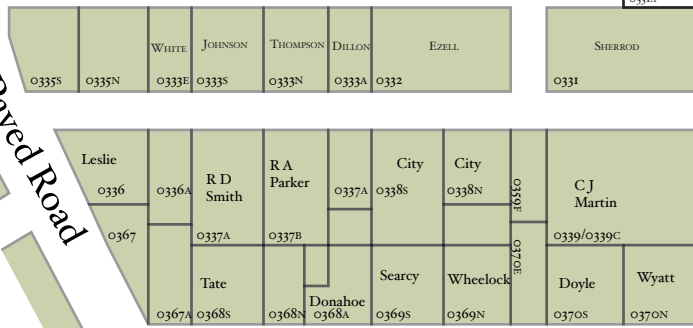 0331A
White
Johnson
Thompson
Dillon
Ezell
Sherrod
0335S
0335N
0333E
0333S
0333N
0333A
0332
0331
Paved Road
Leslie
0336
0336A
R D
Smith
0337A
R A
Parker
0337B
0337A
City
0338S
City
0338N
0359F
C J
Martin
0339/0339C
0367
0367A
Tate
0368S
0368N
Donahoe
0368A
Searcy
0369S
Wheelock
0369N
0370E
Doyle
0370S
Wyatt
0370N